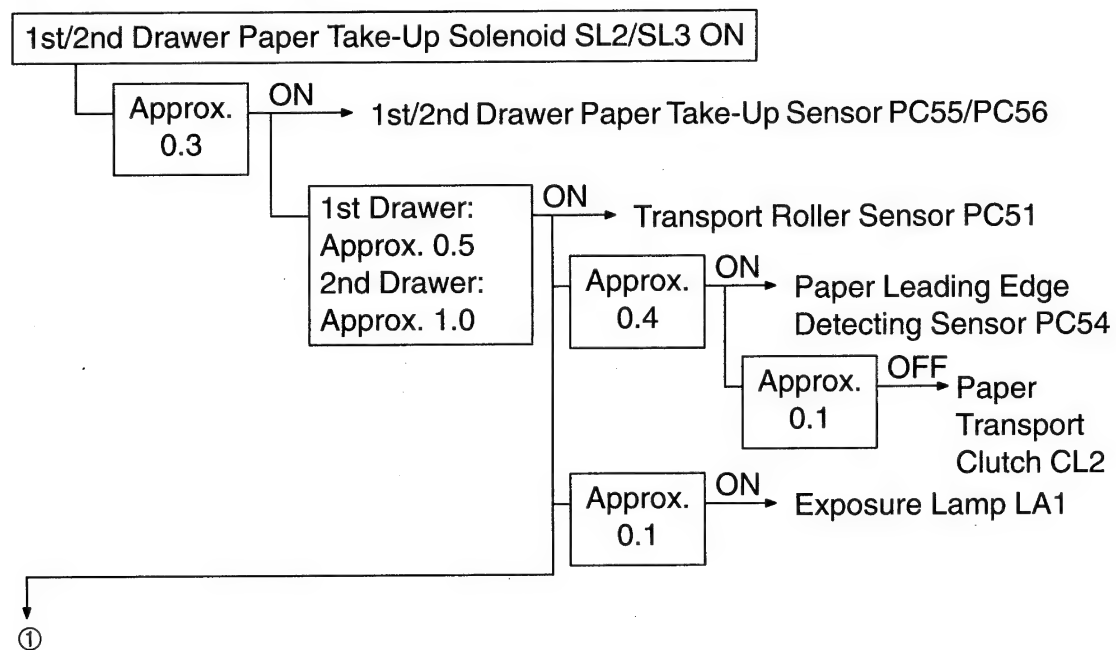 1st/2nd Drawer Paper Take-Up Solenoid SL2/SL3 ON
Approx.
0.3
ON
1st/2nd Drawer Paper Take-Up Sensor PC55/PC56
1st Drawer:
Approx. 0.5
2nd Drawer:
Approx. 1.0
ON
Transport Roller Sensor PC51
Approx.
0.4
ON
Paper Leading Edge
Detecting Sensor PC54
Approx.
0.1
OFF
Paper
Transport
Clutch CL2
Approx.
0.1
ON
Exposure Lamp LA1
①